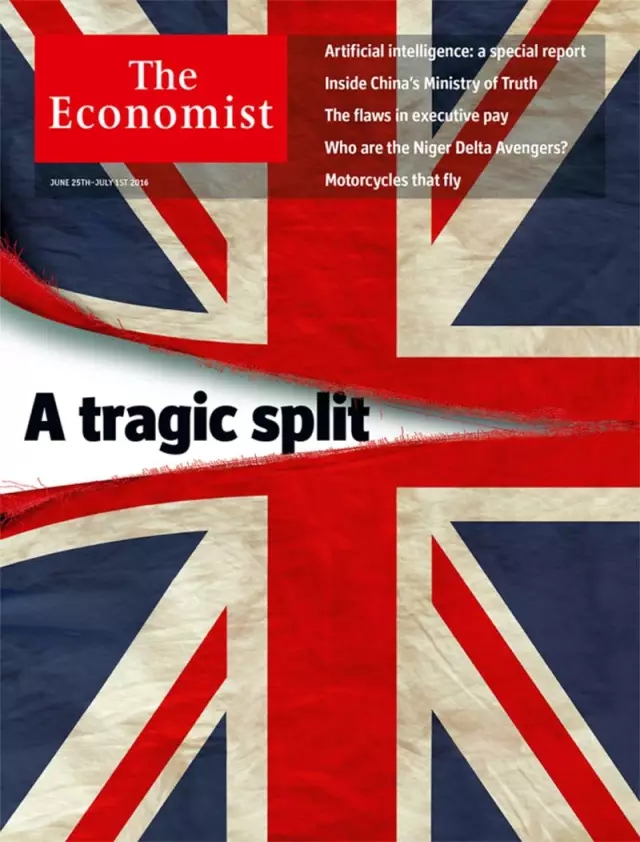 The
Economist
JUNE 25TH–JULY 1ST 2016
Artificial intelligence: a special report
Inside China's Ministry of Truth
The flaws in executive pay
Who are the Niger Delta Avengers?
Motorcycles that fly
A tragic split